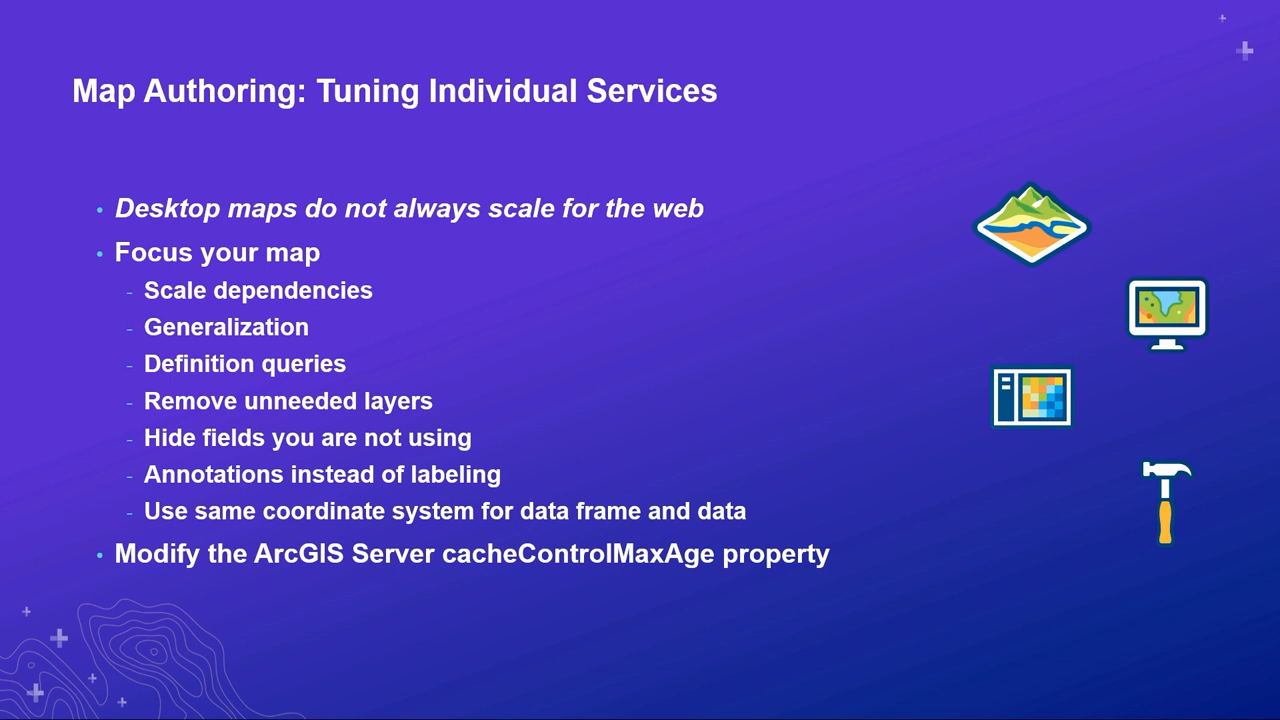 Map Authoring: Tuning Individual Services
• Desktop maps do not always scale for the web
• Focus your map
- Scale dependencies
- Generalization
- Definition queries
- Remove unneeded layers
- Hide fields you are not using
- Annotations instead of labeling
- Use same coordinate system for data frame and data
• Modify the ArcGIS Server cacheControlMaxAge property